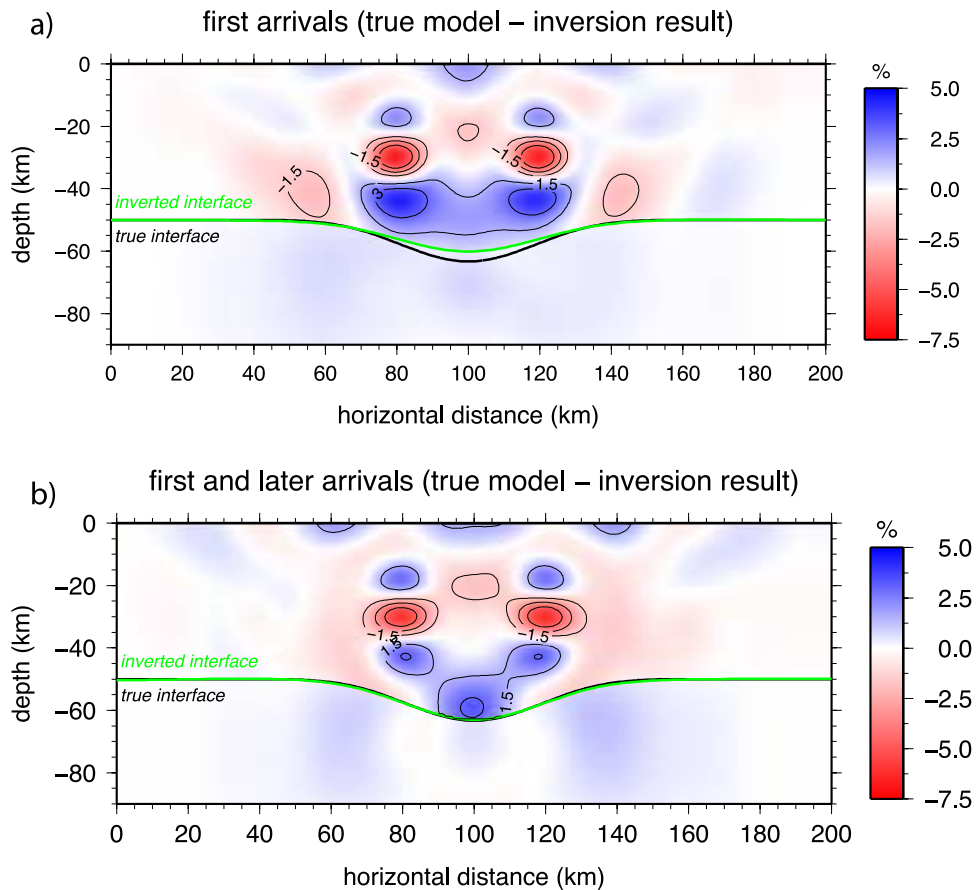 a)
first arrivals (true model – inversion result)
0
−20
−40
−60
−80
depth (km)
−1.5
−1.5
−1.5
3
1.5
inverted interface
true interface
0 20 40 60 80 100 120 140 160 180 200
horizontal distance (km)
%
5.0
2.5
0.0
−2.5
−5.0
−7.5
b)
first and later arrivals (true model – inversion result)
0
−20
−40
−60
−80
depth (km)
−1.5
−1.5
1.5
1.5
inverted interface
true interface
0 20 40 60 80 100 120 140 160 180 200
horizontal distance (km)
%
5.0
2.5
0.0
−2.5
−5.0
−7.5